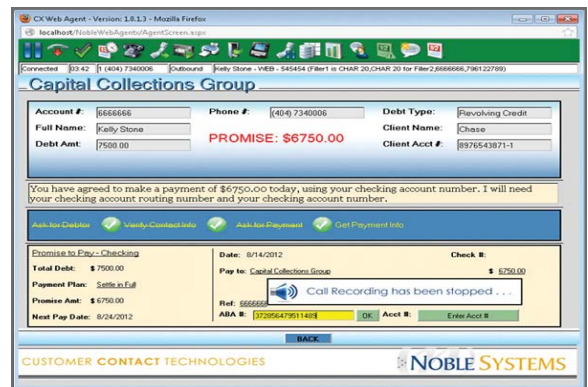 CX Web Agent - Version: 1.0.1.3 - Mozilla Firefox
localhost/NobleWebAgentv/AgentScreen.aspx
Connected 03:42 1 (404) 7340006 Outbound Kelly Stone - WEB - 545454 (Filler1 is CHAR 20,CHAR 20 for Filler2,6666666,796122789)
Capital Collections Group
Account #: 6666666 Phone #: (404) 7340006 Debt Type: Revolving Credit
Full Name: Kelly Stone PROMISE: $6750.00 Client Name: Chase
Debt Amt: 7500.00 Client Acct #: 8976543871-1
You have agreed to make a payment of $6750.00 today, using your checking account number. I will need
your checking account routing number and your checking account number.
Ask for Debtor Verify Contact Info Ask for Payment Get Payment Info
Promise to Pay - Checking Date: 8/14/2012 Check #:
Total Debt: $ 7500.00 Pay to: Capital Collections Group $ 6750.00
Payment Plan: Settle in Full Call Recording has been stopped . . .
Promise Amt: $ 6750.00 Ref: 6666666
Next Pay Date: 8/24/2012 ABA #: 372856479511489 OK Acct #: Enter Acct #
BACK
CUSTOMER CONTACT TECHNOLOGIES NOBLE SYSTEMS